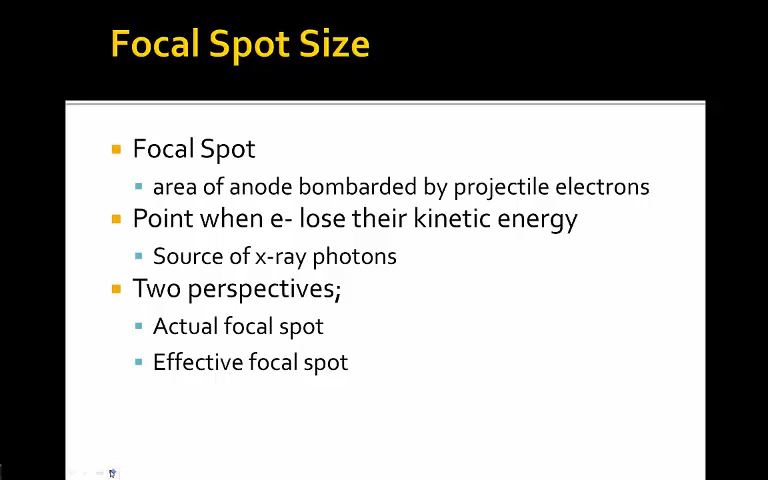 Focal Spot Size
Focal Spot
area of anode bombarded by projectile electrons
Point when e- lose their kinetic energy
Source of x-ray photons
Two perspectives;
Actual focal spot
Effective focal spot